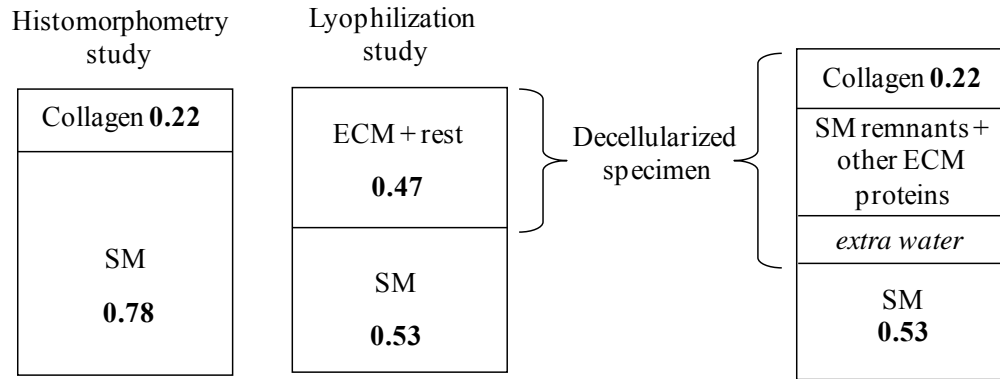 Histomorphometry
study
Collagen 0.22
SM
0.78
Lyophilization
study
ECM + rest
0.47
SM
0.53
Decellularized
specimen
Collagen 0.22
SM remnants +
other ECM
proteins
extra water
SM
0.53